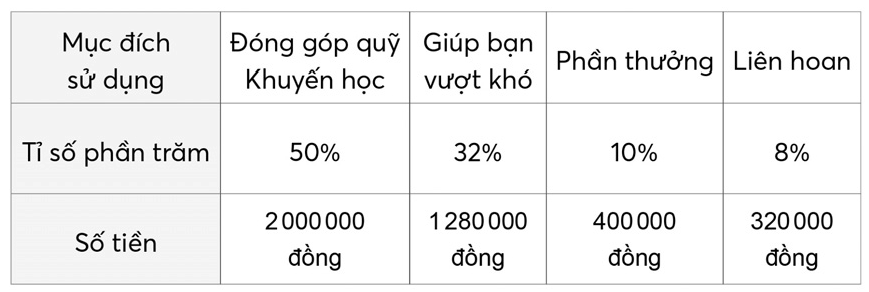 Mục đích
sử dụng
Đóng góp quỹ
Khuyến học
Giúp bạn
vượt khó
Phần thưởng
Liên hoan
Tỉ số phần trăm
50%
32%
10%
8%
Số tiền
2 000 000
đồng
1 280 000
đồng
400 000
đồng
320 000
đồng